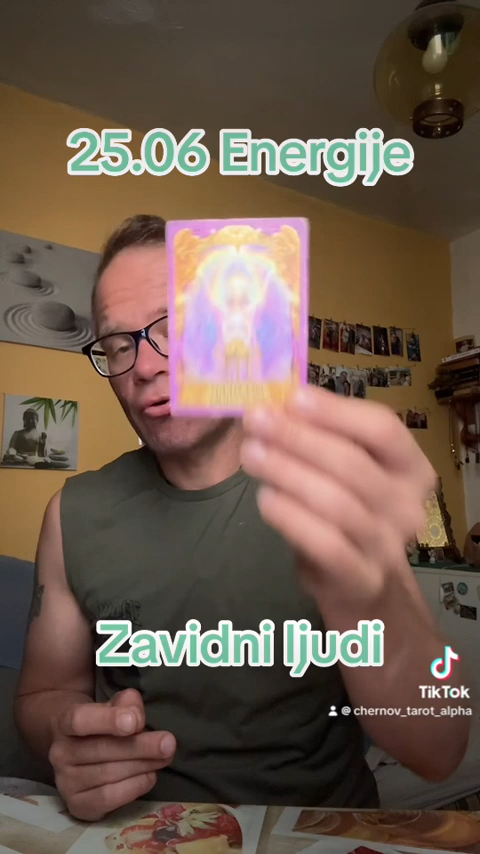 25.06 Energije
Zavidni ljudi
TikTok
@ chernov_tarot_alpha